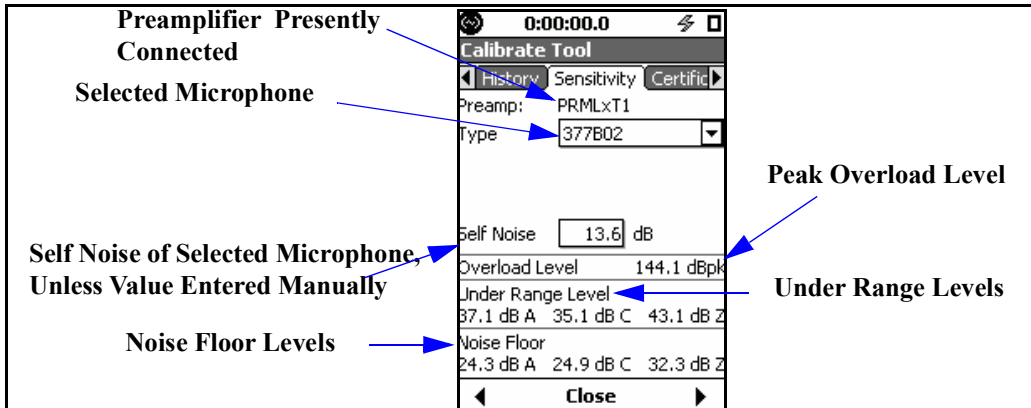 Preamplifier Presently
Connected
Selected Microphone
Self Noise of Selected Microphone,
Unless Value Entered Manually
Noise Floor Levels
0:00:00.0
Calibrate Tool
History Sensitivity Certific
Preamp: PRMLxT1
Type 377B02
Self Noise 13.6 dB
Overload Level 144.1 dBpk
Under Range Level
37.1 dB A 35.1 dB C 43.1 dB Z
Noise Floor
24.3 dB A 24.9 dB C 32.3 dB Z
Close
Peak Overload Level
Under Range Levels